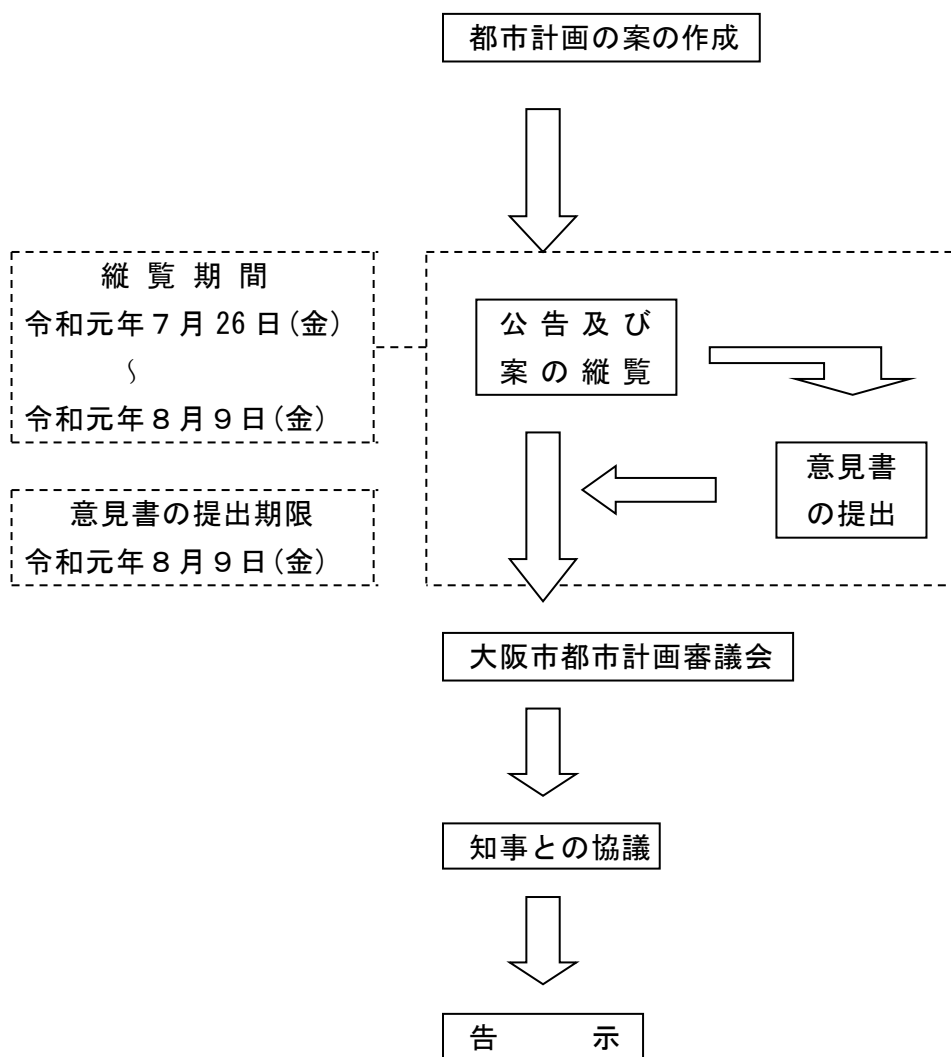 都市計画の案の作成
縦覧期間
令和元年７月26日(金)
～
令和元年８月９日(金)
公告及び
案の縦覧
意見書
の提出
意見書の提出期限
令和元年８月９日(金)
大阪市都市計画審議会
知事との協議
告示